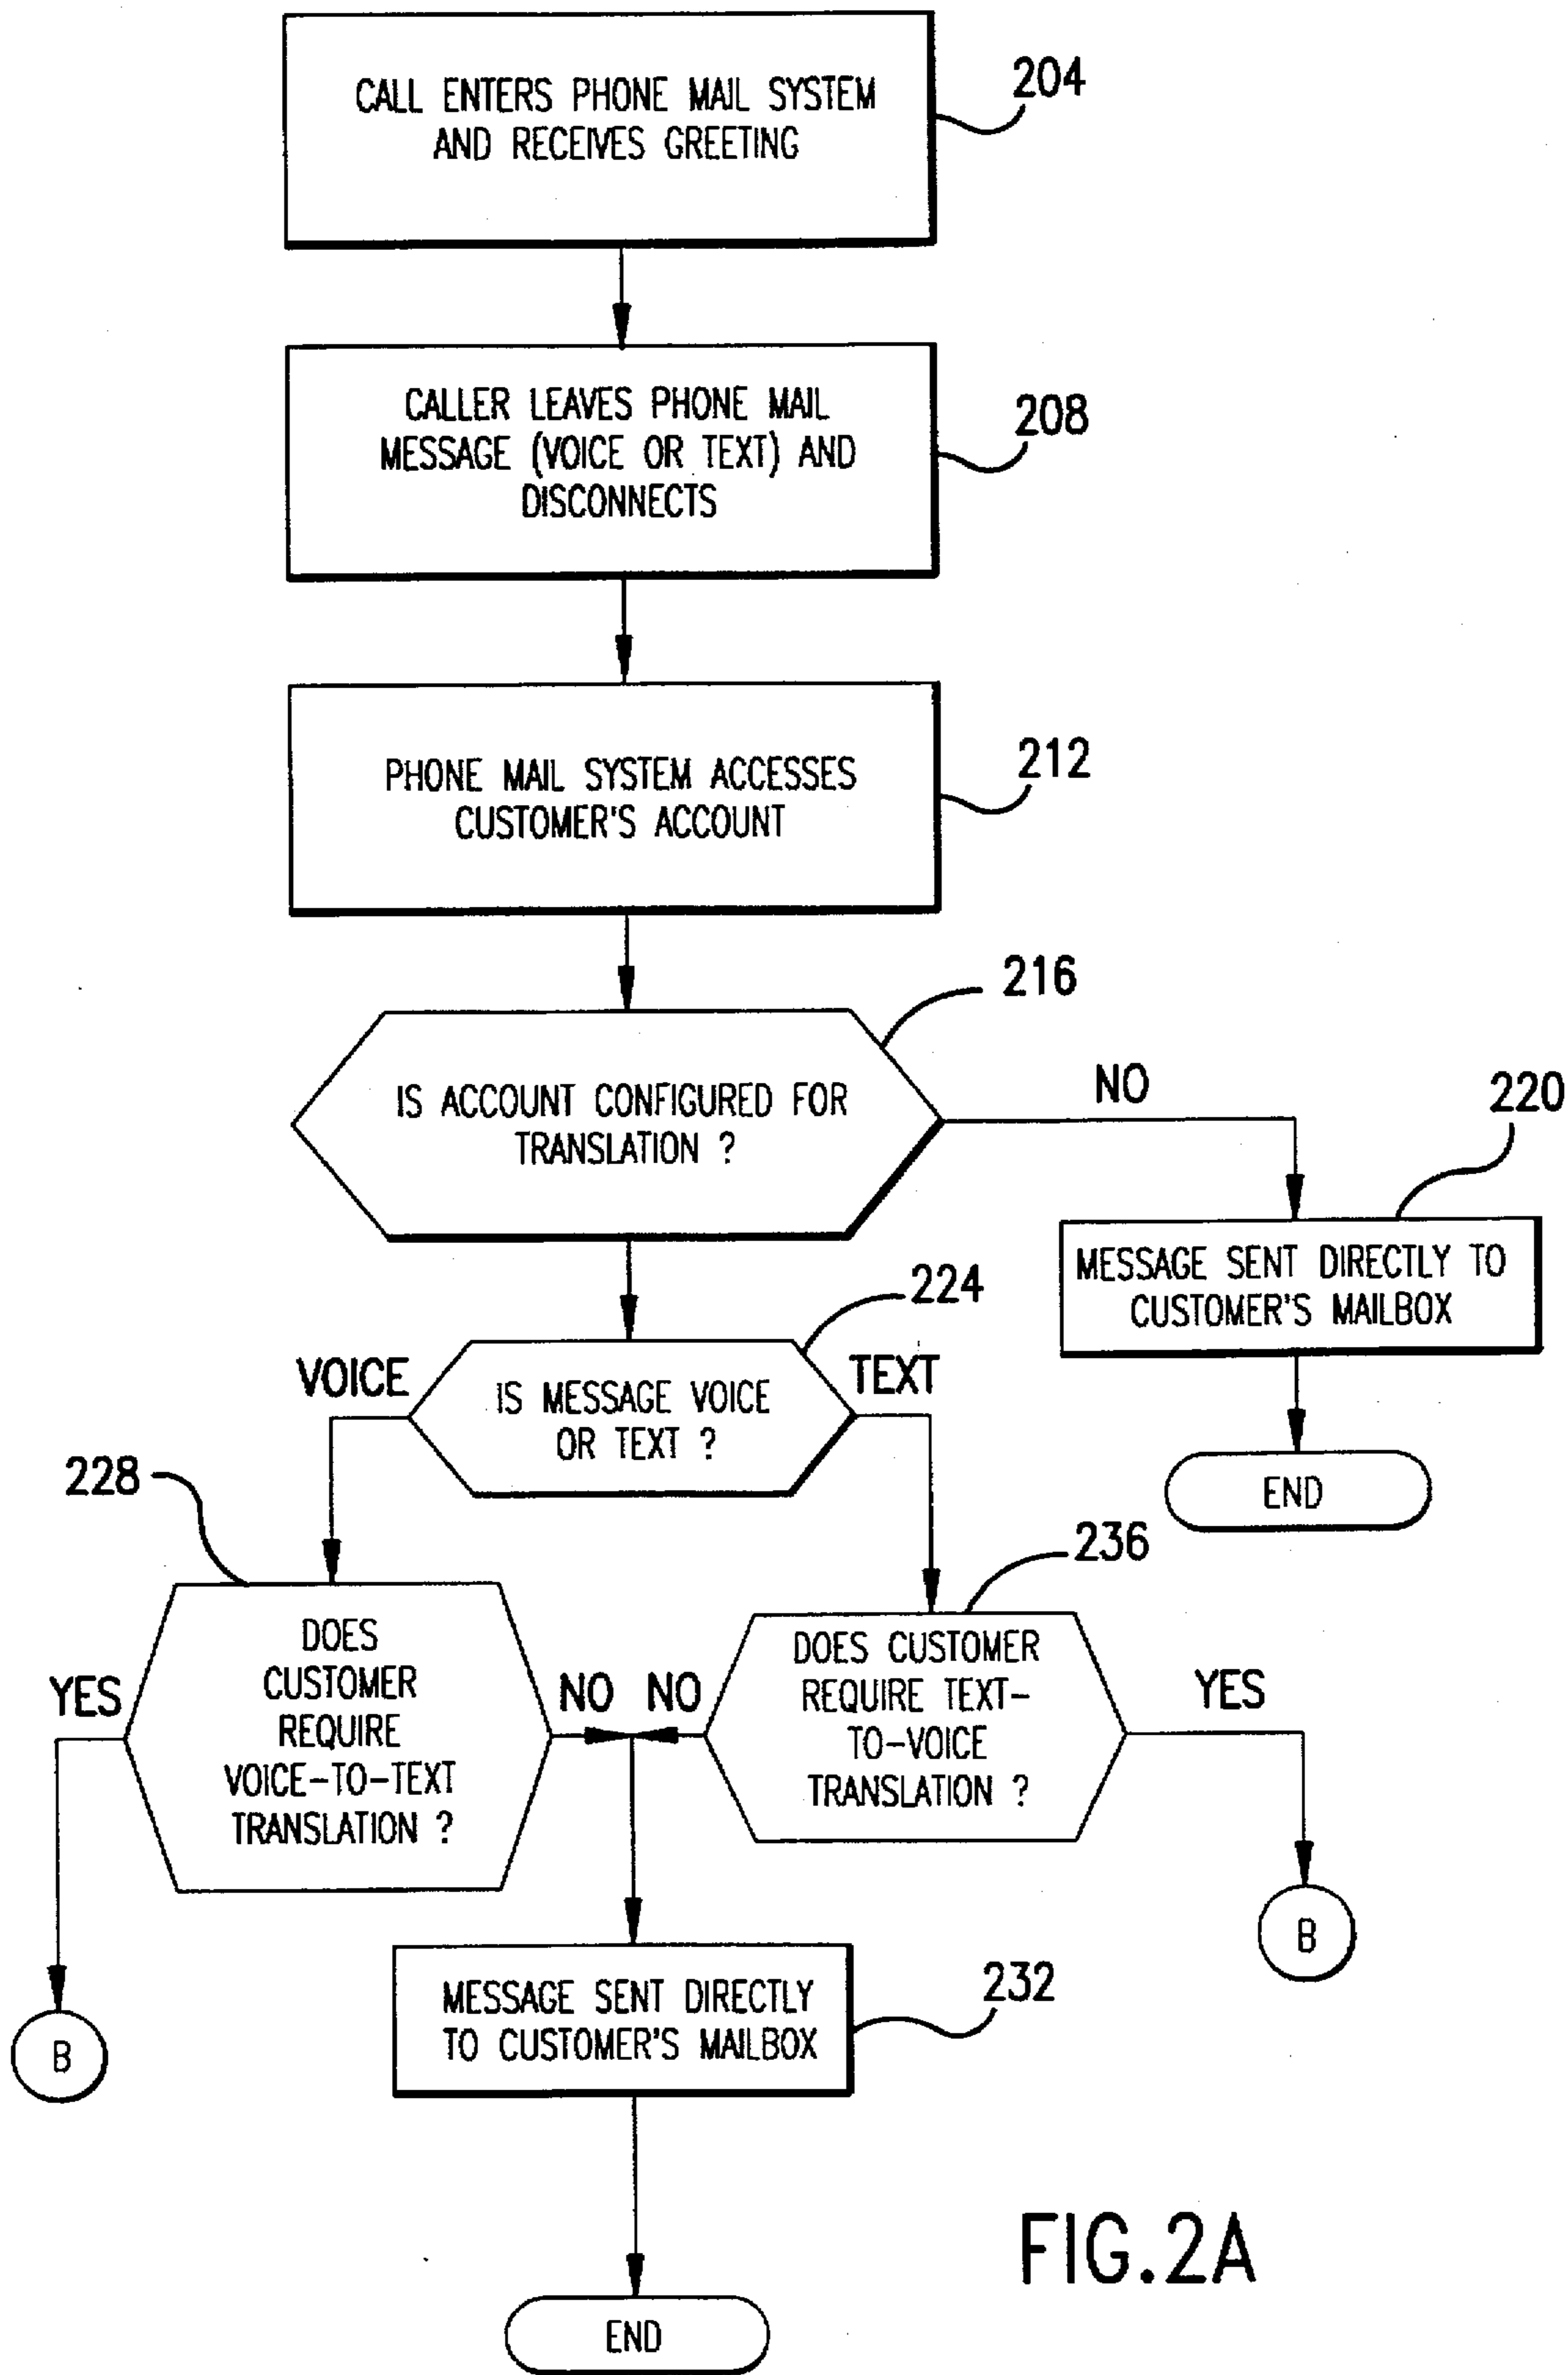 CALL ENTERS PHONE MAIL SYSTEM
AND RECEIVES GREETING
204
CALLER LEAVES PHONE MAIL
MESSAGE (VOICE OR TEXT) AND
DISCONNECTS
208
PHONE MAIL SYSTEM ACCESSES
CUSTOMER'S ACCOUNT
212
216
IS ACCOUNT CONFIGURED FOR
TRANSLATION ?
NO
220
MESSAGE SENT DIRECTLY TO
CUSTOMER'S MAILBOX
END
224
VOICE
IS MESSAGE VOICE
OR TEXT ?
TEXT
228
DOES
CUSTOMER
REQUIRE
VOICE-TO-TEXT
TRANSLATION ?
YES
NO
NO
236
DOES CUSTOMER
REQUIRE TEXT-
TO-VOICE
TRANSLATION ?
YES
B
B
MESSAGE SENT DIRECTLY
TO CUSTOMER'S MAILBOX
232
END
FIG.2A